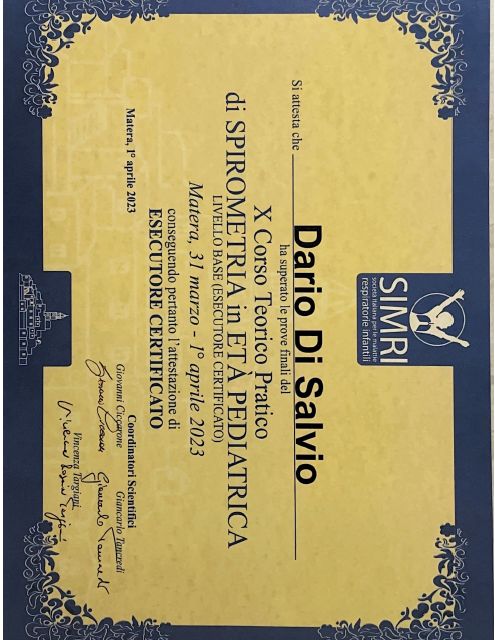 SIMRI
società italiana per le malattie
respiratorie infantili
Si attesta che Dario Di Salvio
ha superato le prove finali del
X Corso Teorico Pratico
di SPIROMETRIA in ETÀ PEDIATRICA
LIVELLO BASE (ESECUTORE CERTIFICATO)
Matera, 31 marzo - 1° aprile 2023
conseguendo pertanto l'attestazione di
ESECUTORE CERTIFICATO
Matera, 1° aprile 2023
Coordinatori Scientifici
Giovanni Ciccarone Giancarlo Tancredi
Vincenza Targiani